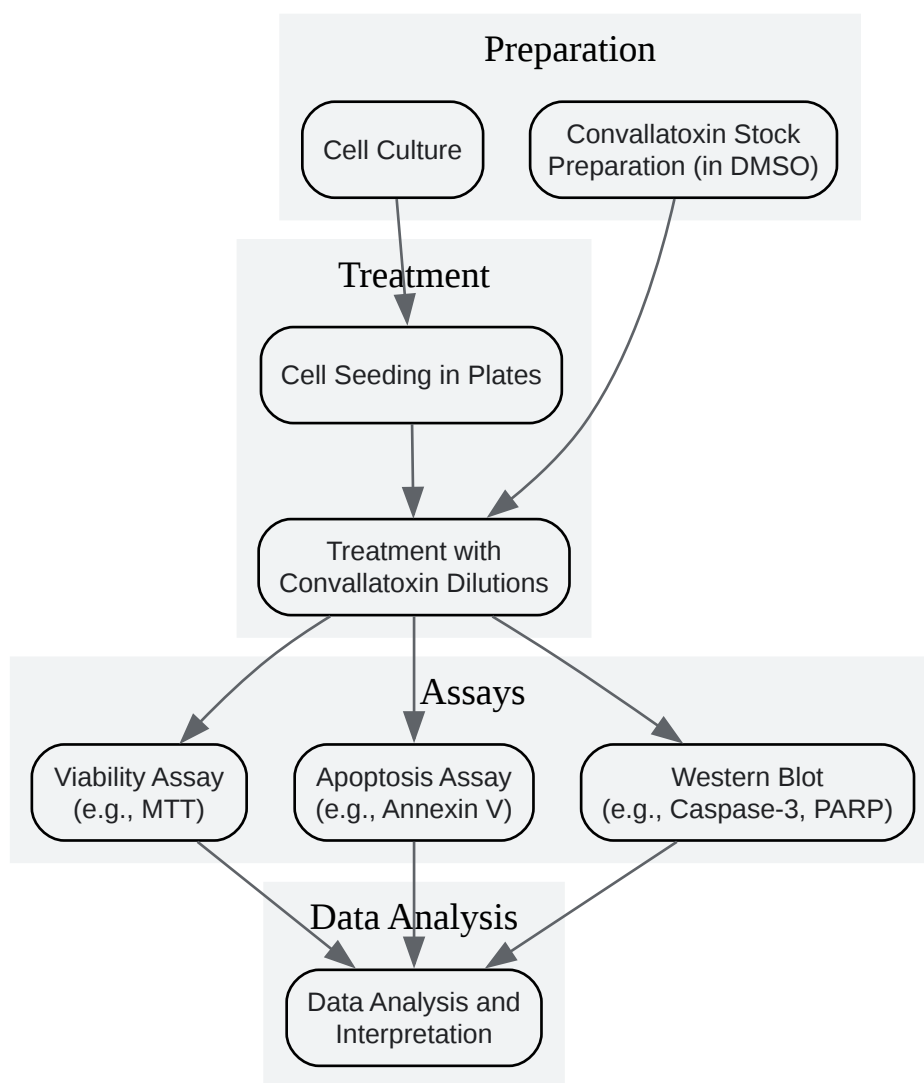 Preparation
Cell Culture
Convallatoxin Stock
Preparation (in DMSO)
Treatment
Cell Seeding in Plates
Treatment with
Convallatoxin Dilutions
Assays
Viability Assay
(e.g., MTT)
Apoptosis Assay
(e.g., Annexin V)
Western Blot
(e.g., Caspase-3, PARP)
Data Analysis
Data Analysis and
Interpretation